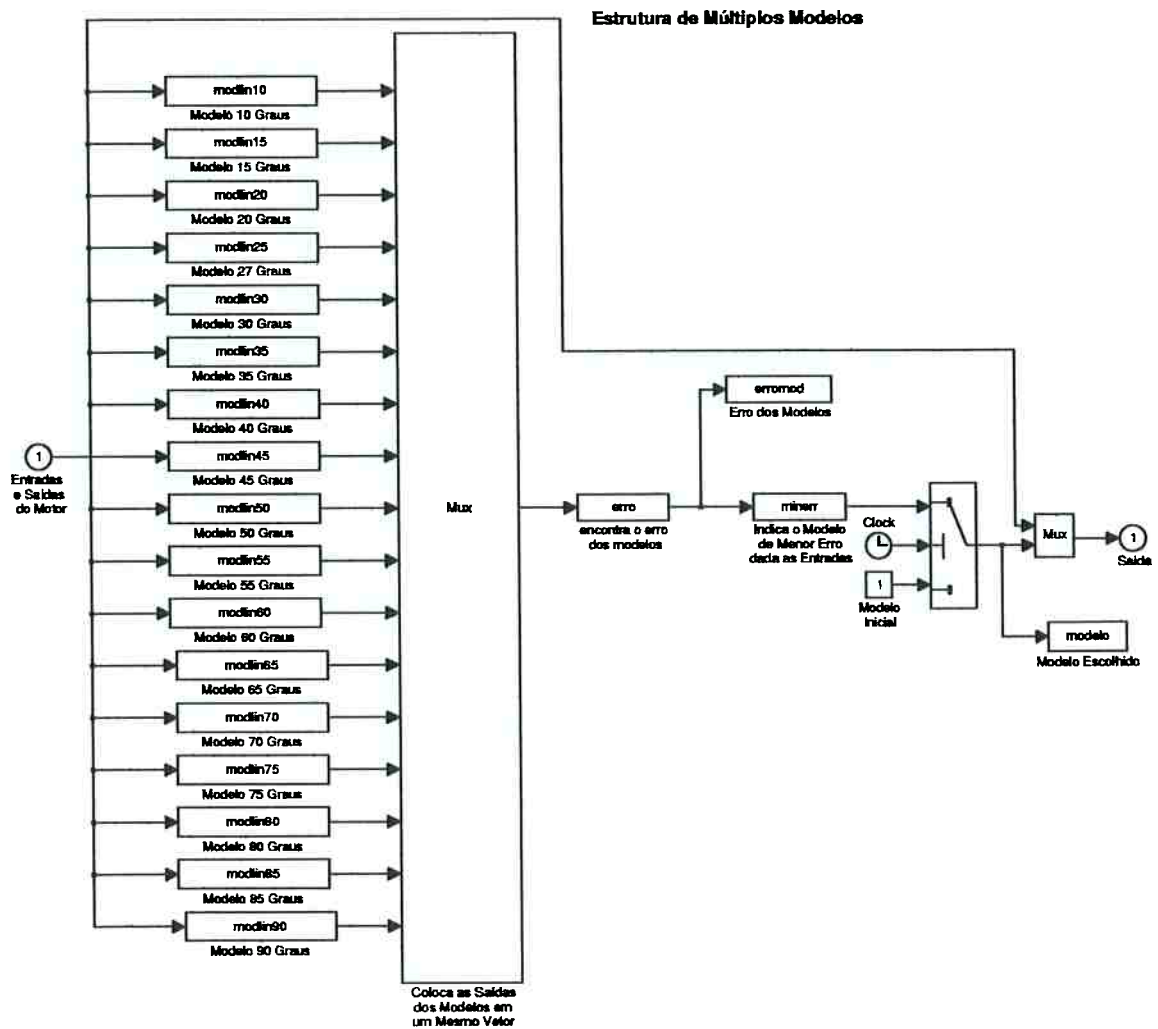 Estrutura de Múltiplos Modelos
modlin10
Modelo 10 Graus
modlin15
Modelo 15 Graus
modlin20
Modelo 20 Graus
modlin25
Modelo 27 Graus
modlin30
Modelo 30 Graus
modlin35
Modelo 35 Graus
modlin40
Modelo 40 Graus
modlin45
Modelo 45 Graus
modlin50
Modelo 50 Graus
modlin55
Modelo 55 Graus
modlin60
Modelo 60 Graus
modlin65
Modelo 65 Graus
modlin70
Modelo 70 Graus
modlin75
Modelo 75 Graus
modlin80
Modelo 80 Graus
modlin85
Modelo 85 Graus
modlin90
Modelo 90 Graus
1
Entradas
e Saídas
do Motor
Mux
Coloca as Saídas
dos Modelos em
um Mesmo Vetor
erro
encontra o erro
dos modelos
erromod
Erro dos Modelos
minerr
Indica o Modelo
de Menor Erro
dada as Entradas
Clock
1
Modelo
Inicial
Mux
1
Saída
modelo
Modelo Escolhido